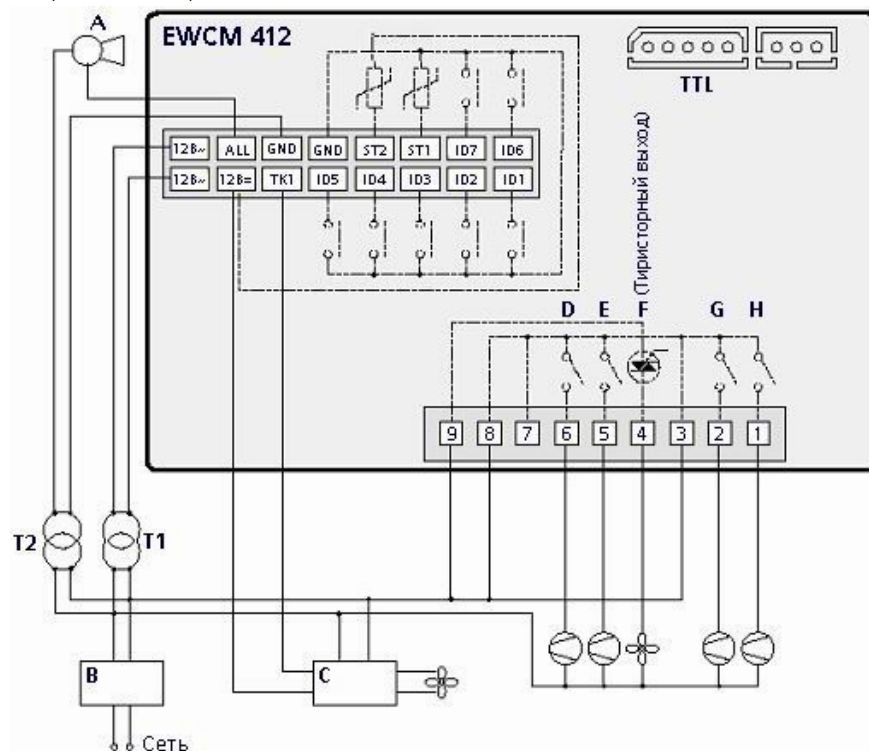 A
EWCM 412
TTL
12В~ ALL GND GND ST2 ST1 ID7 ID6
12В~ 12В= TK1 ID5 ID4 ID3 ID2 ID1
(Тиристорный выход)
D E F G H
9 8 7 6 5 4 3 2 1
T2 T1
B C
Сеть